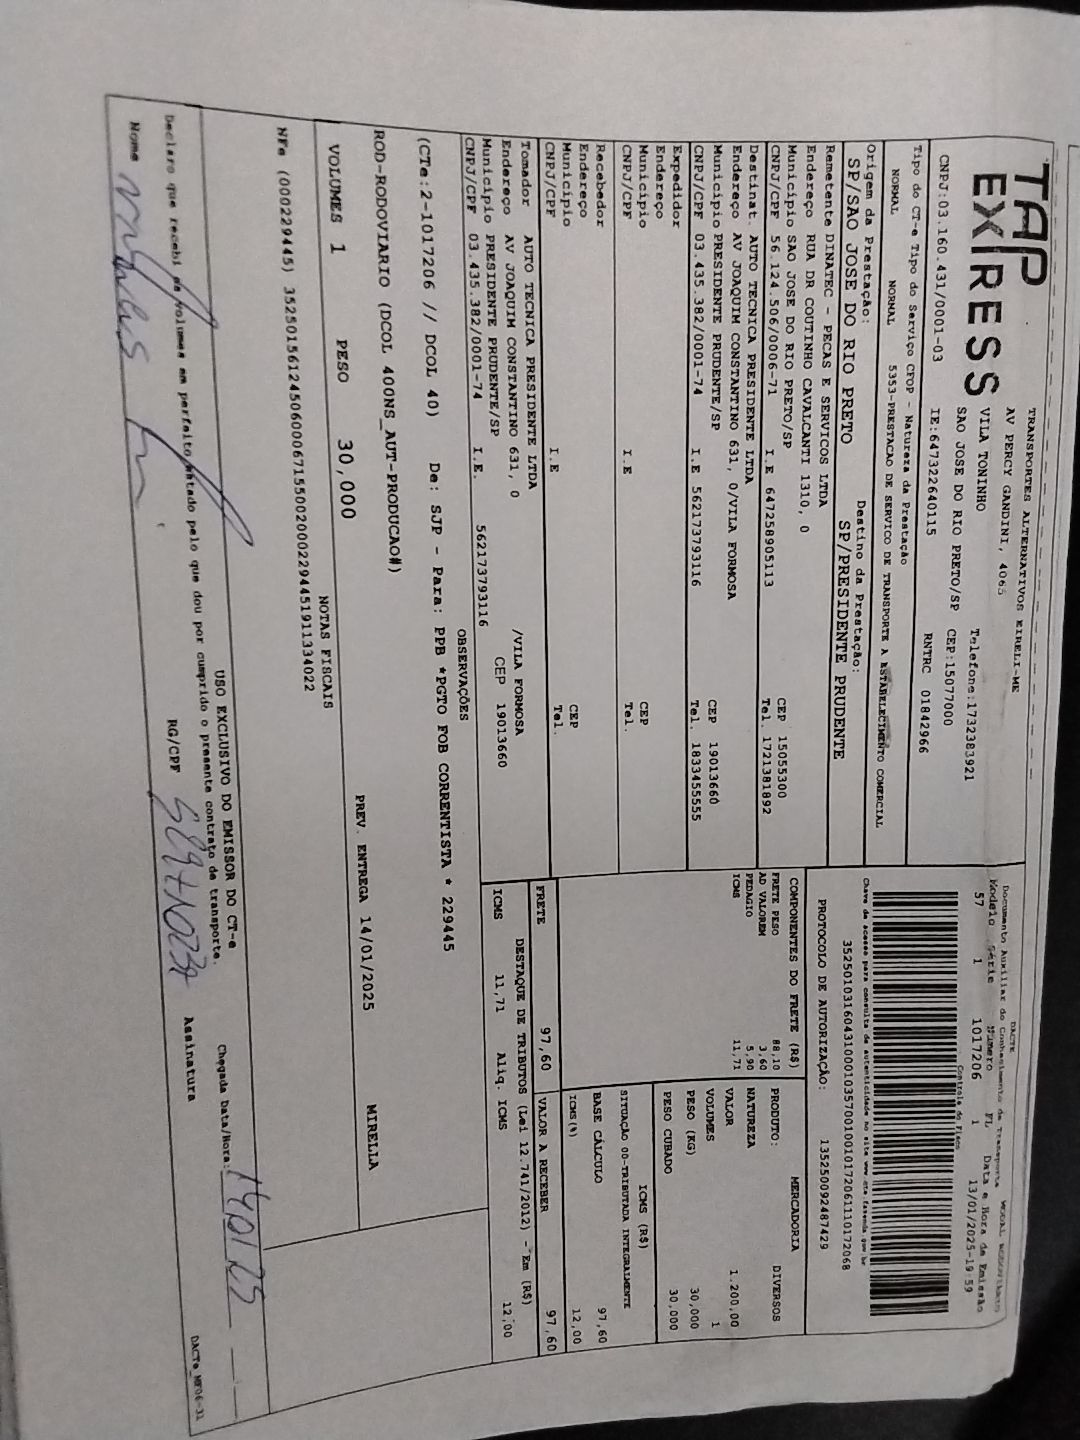 TAP EXPRESS
TRANSPORTES ALTERNATIVOS EIRELI-ME
AV PERCY GANDINI, 4065
VILA TONINHO Telefone:1732383921
SAO JOSE DO RIO PRETO/SP CEP:15077000
CNPJ:03.160.431/0001-03 IE:647322640115 RNTRC 01842966
DACTE
Documento Auxiliar do Conhecimento de Transporte MODAL RODOVIARIO
Modelo Série Número FL Data e Hora da Emissão
57 1 1017206 1 13/01/2025-19:59
Controle do Fisco
Chave de acesso para consulta de autenticidade no site www.cte.fazenda.gov.br
PROTOCOLO DE AUTORIZAÇÃO: 135250092487429
Tipo do CT-e Tipo do Serviço CFOP - Natureza da Prestação
NORMAL NORMAL 5353-PRESTACAO DE SERVICO DE TRANSPORTE A ESTABELECIMENTO COMERCIAL
Origem da Prestação: Destino da Prestação:
SP/SAO JOSE DO RIO PRETO SP/PRESIDENTE PRUDENTE
Remetente DINATEC - PECAS E SERVICOS LTDA
Endereço RUA DR COUTINHO CAVALCANTI 1310, 0
Município SAO JOSE DO RIO PRETO/SP CEP 15055300
CNPJ/CPF 56.124.506/0006-71 I.E 647258905113 Tel. 1721381892
Destinat. AUTO TECNICA PRESIDENTE LTDA
Endereço AV JOAQUIM CONSTANTINO 631, 0/VILA FORMOSA
Município PRESIDENTE PRUDENTE/SP CEP 19013660
CNPJ/CPF 03.435.382/0001-74 I.E 562173793116 Tel. 1833455555
Expedidor
Endereço
Município CEP
CNPJ/CPF I.E Tel.
Recebedor
Endereço
Município CEP
CNPJ/CPF I.E Tel.
Tomador AUTO TECNICA PRESIDENTE LTDA
Endereço AV JOAQUIM CONSTANTINO 631, 0 /VILA FORMOSA
Município PRESIDENTE PRUDENTE/SP CEP 19013660
CNPJ/CPF 03.435.382/0001-74 I.E. 562173793116
COMPONENTES DO FRETE (R$)
FRETE PESO 88,10
AD VALOREM 3,60
PEDAGIO 5,90
ICMS 11,71
MERCADORIA
PRODUTO: DIVERSOS
NATUREZA
VALOR 1.200,00
VOLUMES 1
PESO (KG) 30,000
PESO CUBADO 30,000
ICMS (R$)
SITUAÇÃO 00-TRIBUTADA INTEGRALMENTE
BASE CÁLCULO 97,60
ICMS(%) 12,00
FRETE 97,60 VALOR A RECEBER 97,60
DESTAQUE DE TRIBUTOS (Lei 12.741/2012) - Em (R$)
ICMS 11,71 Aliq. ICMS 12,00
OBSERVAÇÕES
(CTe:2-1017206 // DCOL 40) De: SJP - Para: PPB *PGTO FOB CORRENTISTA * 229445
ROD-RODOVIARIO (DCOL 400NS_AUT-PRODUCAO#)
VOLUMES 1 PESO 30,000 PREV. ENTREGA 14/01/2025 MIRELLA
NOTAS FISCAIS
NFe (000229445) 35250156124506000671550020002294451911334022
USO EXCLUSIVO DO EMISSOR DO CT-e
Declaro que recebi os volumes em perfeito estado pelo que dou por cumprido o presente contrato de transporte.
Chegada Data/Hora: 14 01 25
Nome RG/CPF Assinatura
DACTe_MF06-31